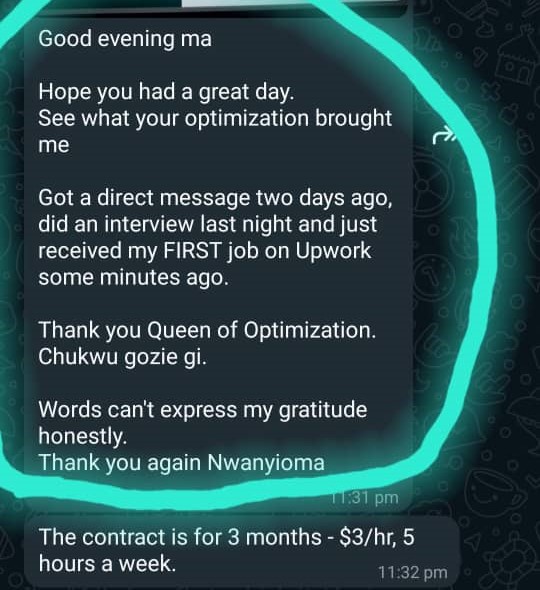 Good evening ma
Hope you had a great day.
See what your optimization brought
me
Got a direct message two days ago,
did an interview last night and just
received my FIRST job on Upwork
some minutes ago.
Thank you Queen of Optimization.
Chukwu gozie gi.
Words can't express my gratitude
honestly.
Thank you again Nwanyioma
11:31 pm
The contract is for 3 months - $3/hr, 5
hours a week.
11:32 pm